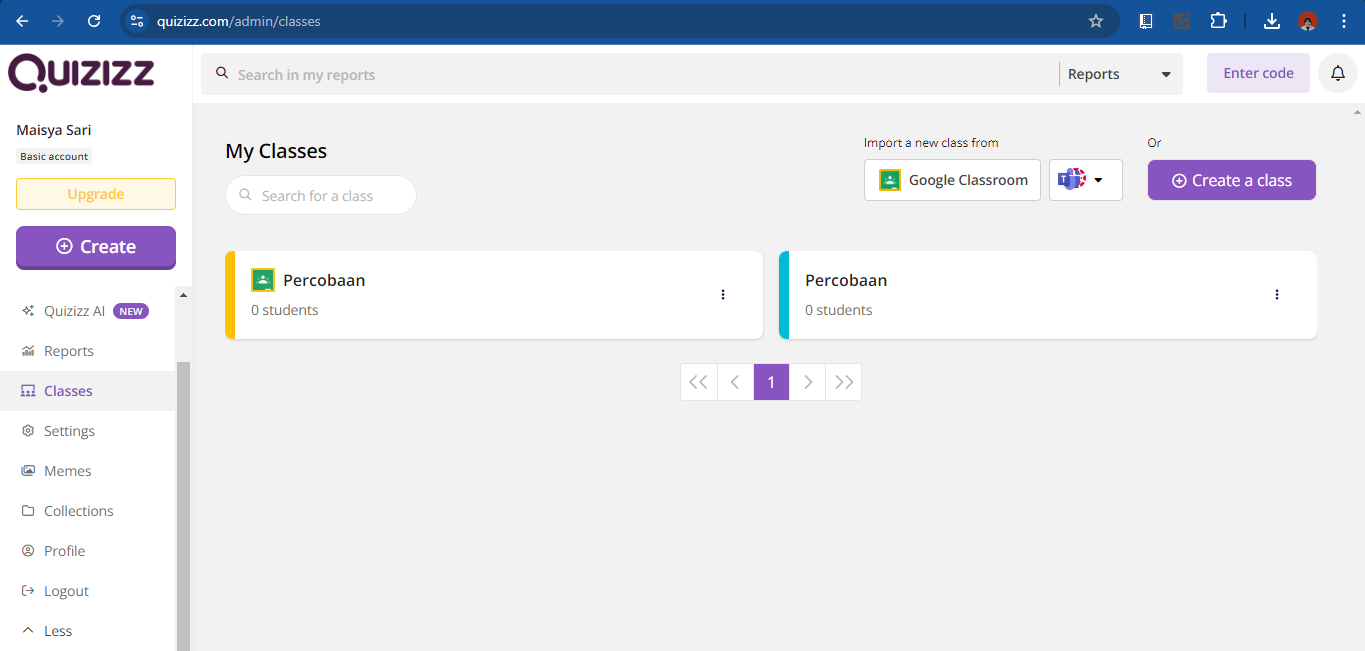 quizizz.com/admin/classes
QUIZIZZ
Search in my reports
Reports
Enter code
Maisya Sari
Basic account
Upgrade
Create
Quizizz AI NEW
Reports
Classes
Settings
Memes
Collections
Profile
Logout
Less
My Classes
Search for a class
Import a new class from
Google Classroom
T
Or
Create a class
Percobaan
0 students
Percobaan
0 students
1